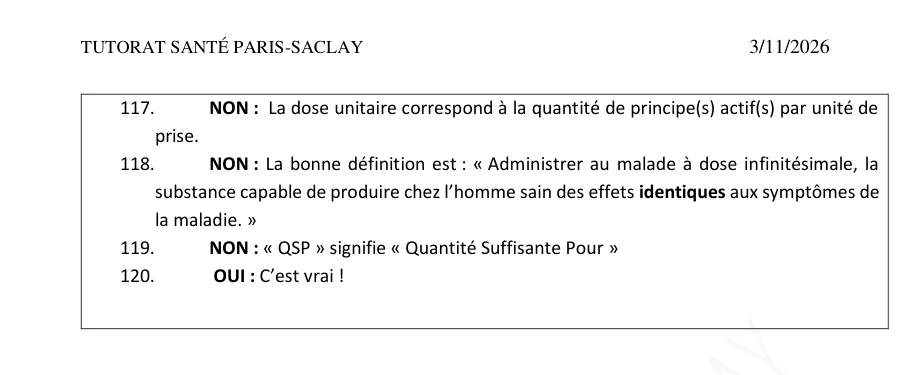 TUTORAT SANTÉ PARIS-SACLAY 3/11/2026
117. NON : La dose unitaire correspond à la quantité de principe(s) actif(s) par unité de
prise.
118. NON : La bonne définition est : « Administrer au malade à dose infinitésimale, la
substance capable de produire chez l’homme sain des effets identiques aux symptômes de
la maladie. »
119. NON : « QSP » signifie « Quantité Suffisante Pour »
120. OUI : C’est vrai !
AY